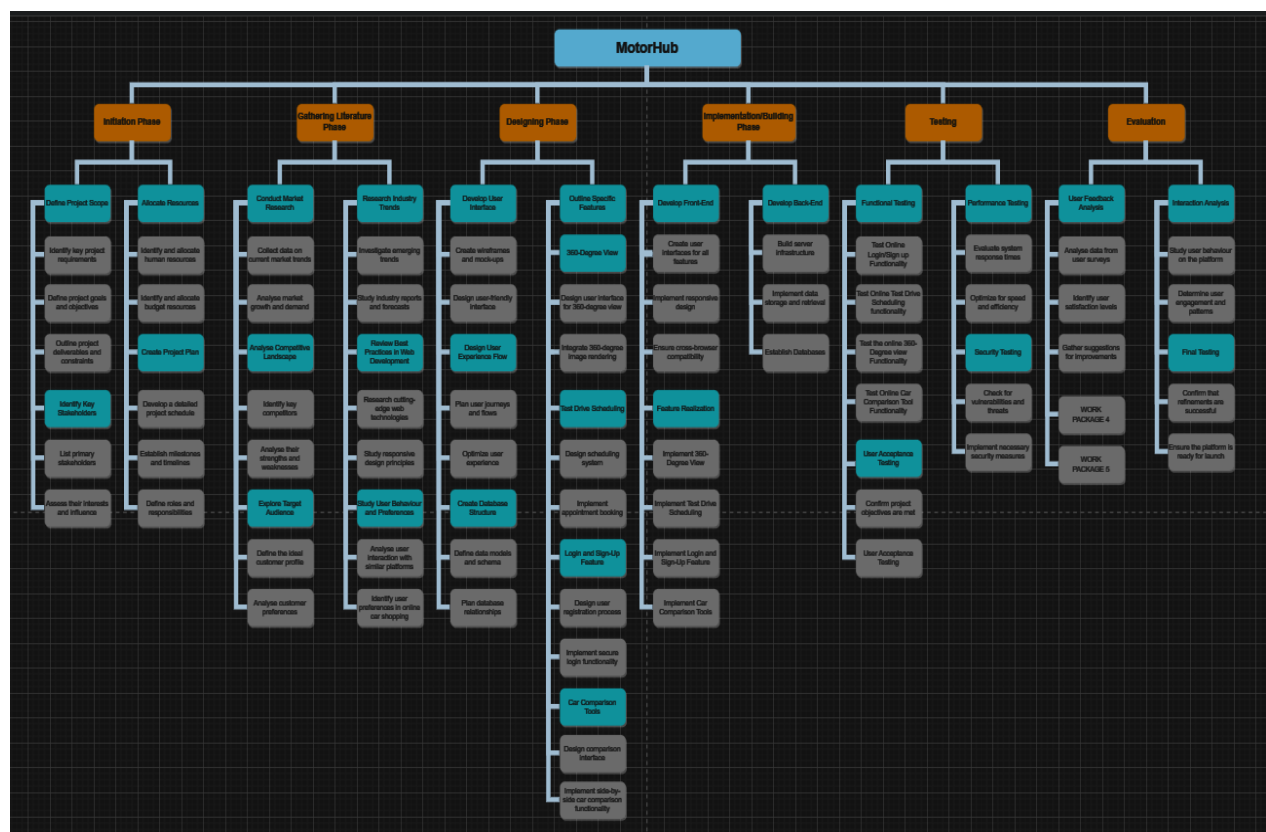 MotorHub
Initiation Phase
Gathering Literature
Phase
Designing Phase
Implementation/Building
Phase
Testing
Evaluation
Define Project Scope
Identify key project
requirements
Define project goals
and objectives
Outline project
deliverables and
constraints
Identify Key
Stakeholders
List primary
stakeholders
Assess their interests
and influence
Allocate Resources
Identify and allocate
human resources
Identify and allocate
budget resources
Create Project Plan
Develop a detailed
project schedule
Establish milestones
and timelines
Define roles and
responsibilities
Conduct Market
Research
Collect data on
current market trends
Analyse market
growth and demand
Analyse Competitive
Landscape
Identify key
competitors
Analyse their
strengths and
weaknesses
Explore Target
Audience
Define the ideal
customer profile
Analyse customer
preferences
Research Industry
Trends
Investigate emerging
trends
Study industry reports
and forecasts
Review Best
Practices in Web
Development
Research cutting-
edge web
technologies
Study responsive
design principles
Study User Behaviour
and Preferences
Analyse user
interaction with
similar platforms
Identify user
preferences in online
car shopping
Develop User
Interface
Create wireframes
and mock-ups
Design user-friendly
interface
Design User
Experience Flow
Plan user journeys
and flows
Optimize user
experience
Create Database
Structure
Define data models
and schema
Plan database
relationships
Outline Specific
Features
360-Degree View
Design user interface
for 360-degree view
Integrate 360-degree
image rendering
Test Drive Scheduling
Design scheduling
system
Implement
appointment booking
Login and Sign-Up
Feature
Design user
registration process
Implement secure
login functionality
Car Comparison
Tools
Design comparison
interface
Implement side-by-
side car comparison
functionality
Develop Front-End
Create user
interfaces for all
features
Implement responsive
design
Ensure cross-browser
compatibility
Feature Realization
Implement 360-
Degree View
Implement Test Drive
Scheduling
Implement Login and
Sign-Up Feature
Implement Car
Comparison Tools
Develop Back-End
Build server
infrastructure
Implement data
storage and retrieval
Establish Databases
Functional Testing
Test Online
Login/Sign up
Functionality
Test Online Test Drive
Scheduling
functionality
Test the online 360-
Degree view
Functionality
Test Online Car
Comparison Tool
Functionality
User Acceptance
Testing
Confirm project
objectives are met
User Acceptance
Testing
Performance Testing
Evaluate system
response times
Optimize for speed
and efficiency
Security Testing
Check for
vulnerabilities and
threats
Implement necessary
security measures
User Feedback
Analysis
Analyse data from
user surveys
Identify user
satisfaction levels
Gather suggestions
for improvements
WORK
PACKAGE 4
WORK
PACKAGE 5
Interaction Analysis
Study user behaviour
on the platform
Determine user
engagement and
patterns
Final Testing
Confirm that
refinements are
successful
Ensure the platform is
ready for launch